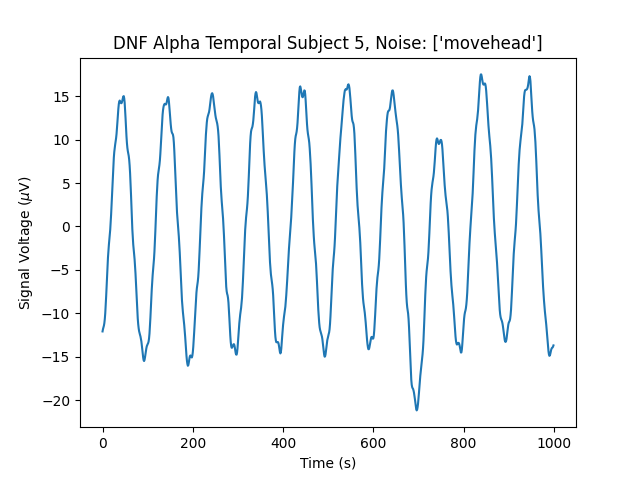 DNF Alpha Temporal Subject 5, Noise: ['movehead']
Signal Voltage (μV)
15
10
5
0
−5
−10
−15
−20
0 200 400 600 800 1000
Time (s)